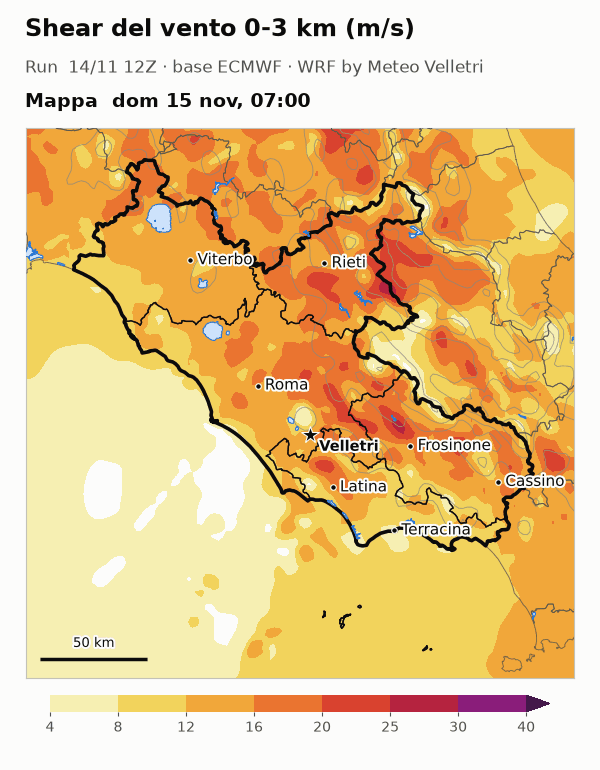 Shear del vento 0-3 km (m/s)
Run  14/11 12Z · base ECMWF · WRF by Meteo Velletri
Mappa  dom 15 nov, 07:00
Viterbo
Rieti
Roma
Velletri
Frosinone
Cassino
Latina
Terracina
50 km
4 8 12 16 20 25 30 40